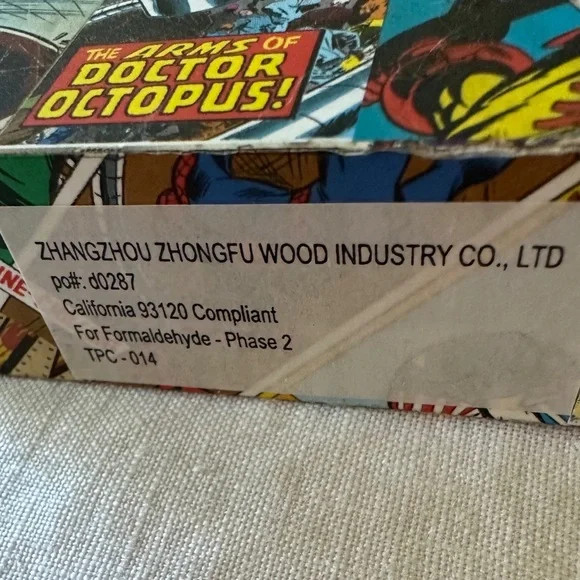 THE ARMS OF
DOCTOR
OCTOPUS!
ZHANGZHOU ZHONGFU WOOD INDUSTRY CO., LTD
po#: d0287
California 93120 Compliant
For Formaldehyde - Phase 2
TPC - 014